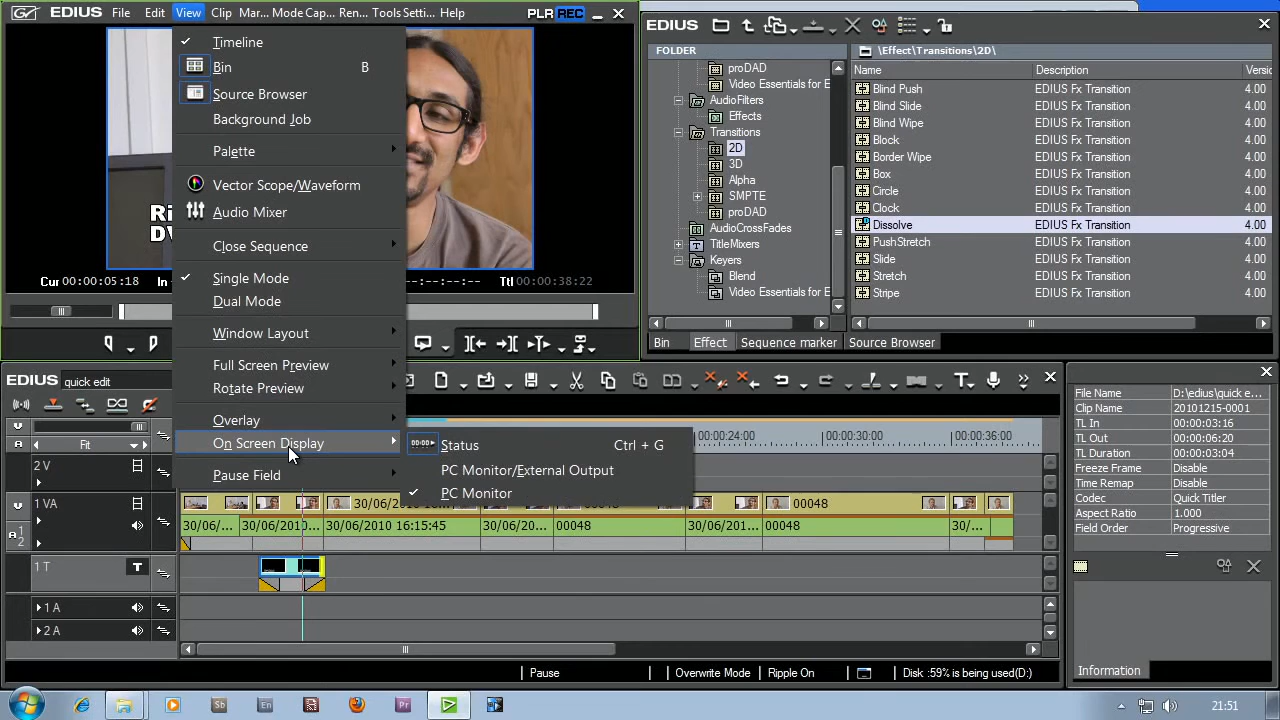 File Edit View Clip Mar... Mode Cap... Ren... Tools Setti... Help PLR REC
Timeline
Bin B
Source Browser
Background Job
Palette
Vector Scope/Waveform
Audio Mixer
Close Sequence
Single Mode
Dual Mode
Window Layout
Full Screen Preview
Rotate Preview
Overlay
On Screen Display
Pause Field
Status Ctrl + G
PC Monitor/External Output
PC Monitor
Ri
DV
Cur 00:00:05:18 In --:--:--:-- Ttl 00:00:38:22
EDIUS
FOLDER
proDAD
Video Essentials for E
AudioFilters
Effects
Transitions
2D
3D
Alpha
SMPTE
proDAD
AudioCrossFades
TitleMixers
Keyers
Blend
Video Essentials for E
\Effect\Transitions\2D\
Name Description Versic
Blind Push EDIUS Fx Transition 4.00
Blind Slide EDIUS Fx Transition 4.00
Blind Wipe EDIUS Fx Transition 4.00
Block EDIUS Fx Transition 4.00
Border Wipe EDIUS Fx Transition 4.00
Box EDIUS Fx Transition 4.00
Circle EDIUS Fx Transition 4.00
Clock EDIUS Fx Transition 4.00
Dissolve EDIUS Fx Transition 4.00
PushStretch EDIUS Fx Transition 4.00
Slide EDIUS Fx Transition 4.00
Stretch EDIUS Fx Transition 4.00
Stripe EDIUS Fx Transition 4.00
Bin Effect Sequence marker Source Browser
EDIUS quick edit
Fit
00:00:24:00 00:00:30:00 00:00:36:00
2 V
1 VA
30/06/... 30/06/2010... 30/06/2010 16:15:45 30/06/20... 00048 30/06/201... 00048 30/...
00048
1 2
1 T T
1 A
2 A
Pause Overwrite Mode Ripple On Disk :59% is being used(D:)
File Name D:\edius\quick e...
Clip Name 20101215-0001
TL In 00:00:03:16
TL Out 00:00:06:20
TL Duration 00:00:03:04
Freeze Frame Disable
Time Remap Disable
Codec Quick Titler
Aspect Ratio 1.000
Field Order Progressive
Information
Sb En Pr 21:51